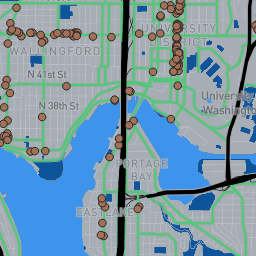 UNIVERSITY
DISTRICT
WALLINGFORD
N 41st St
N 38th St
University
Washington
PORTAGE
BAY
EASTLAKE